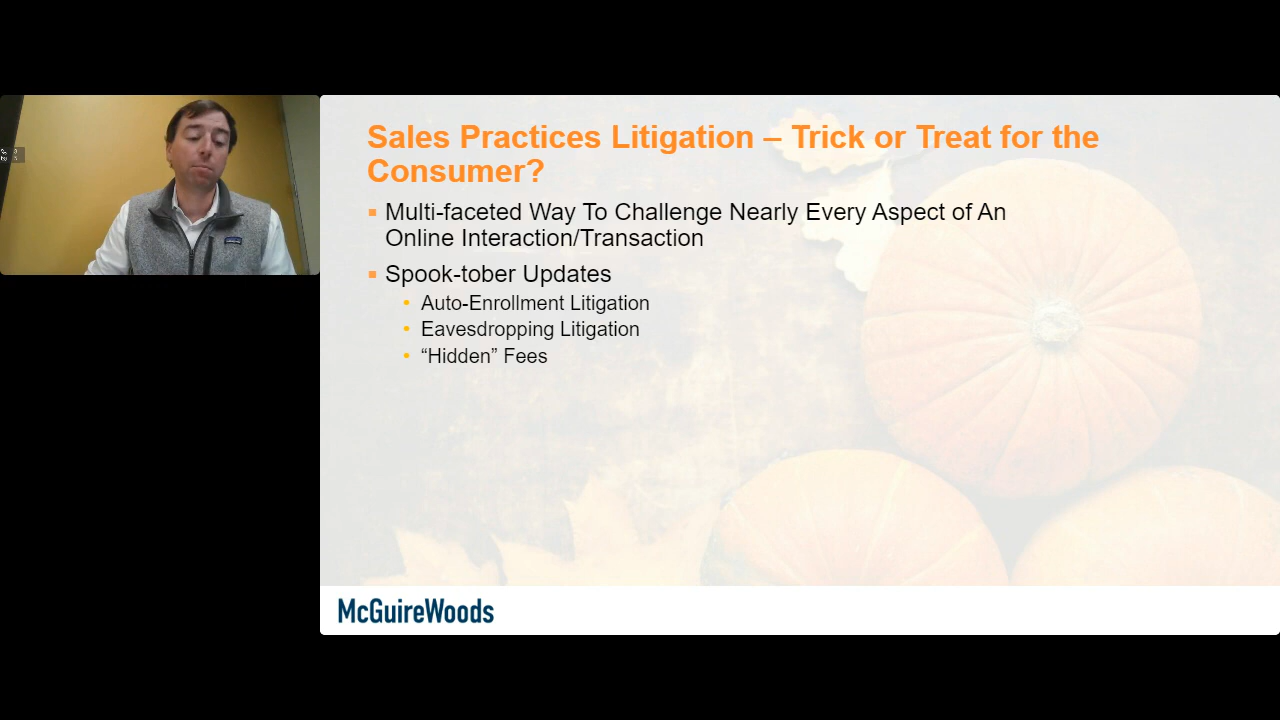 Sales Practices Litigation – Trick or Treat for the
Consumer?
Multi-faceted Way To Challenge Nearly Every Aspect of An
Online Interaction/Transaction
Spook-tober Updates
Auto-Enrollment Litigation
Eavesdropping Litigation
“Hidden” Fees
McGuireWoods